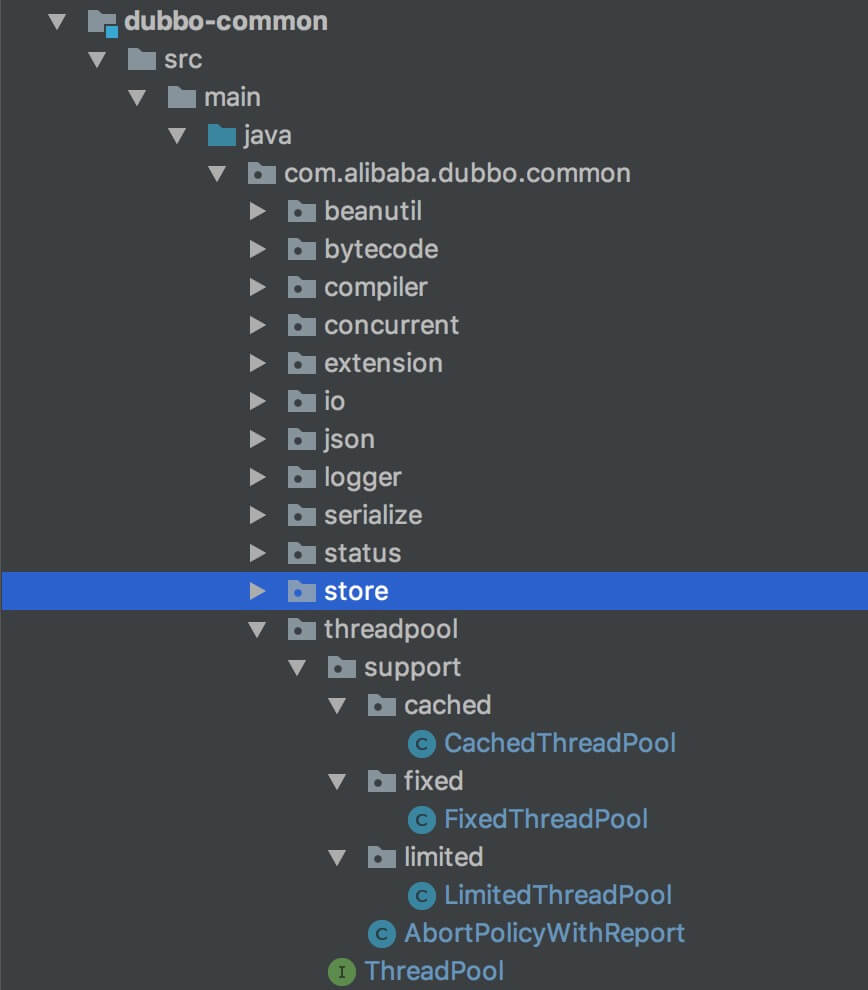 dubbo-common
src
main
java
com.alibaba.dubbo.common
beanutil
bytecode
compiler
concurrent
extension
io
json
logger
serialize
status
store
threadpool
support
cached
C CachedThreadPool
fixed
C FixedThreadPool
limited
C LimitedThreadPool
C AbortPolicyWithReport
I ThreadPool